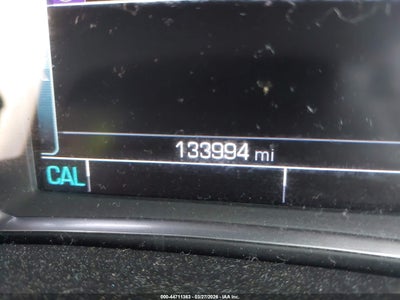 133994 mi
CAL
000-44711363 | 03/27/2026 - IAA Inc.